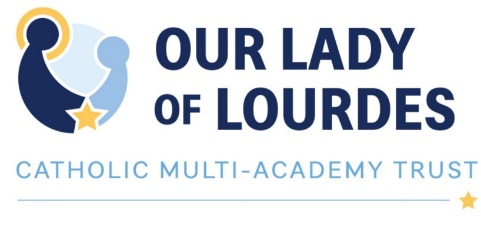 OUR LADY
OF LOURDES
CATHOLIC MULTI-ACADEMY TRUST